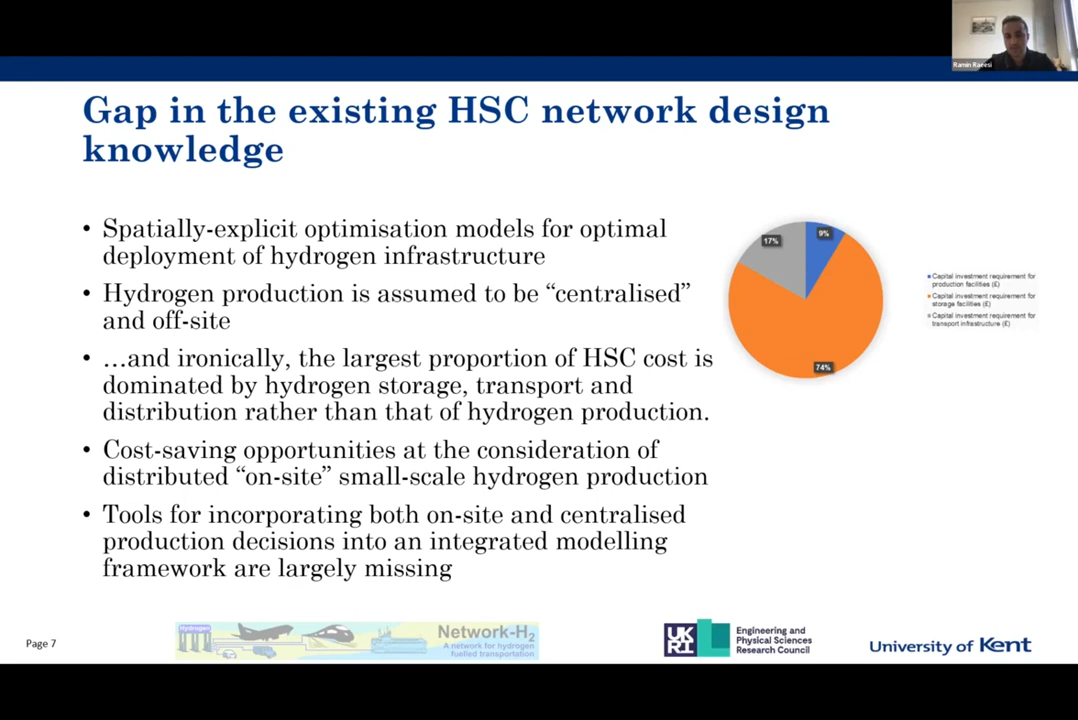 Ramin Raeesi
Gap in the existing HSC network design
knowledge
• Spatially-explicit optimisation models for optimal
deployment of hydrogen infrastructure
• Hydrogen production is assumed to be “centralised”
and off-site
• …and ironically, the largest proportion of HSC cost is
dominated by hydrogen storage, transport and
distribution rather than that of hydrogen production.
• Cost-saving opportunities at the consideration of
distributed “on-site” small-scale hydrogen production
• Tools for incorporating both on-site and centralised
production decisions into an integrated modelling
framework are largely missing
17%
9%
74%
Capital investment requirement for
production facilities (£)
Capital investment requirement for
storage facilities (£)
Capital investment requirement for
transport infrastructure (£)
Page 7
Hydrogen
Network-H₂
A network for hydrogen
fuelled transportation
UK
RI
Engineering and
Physical Sciences
Research Council
University of Kent